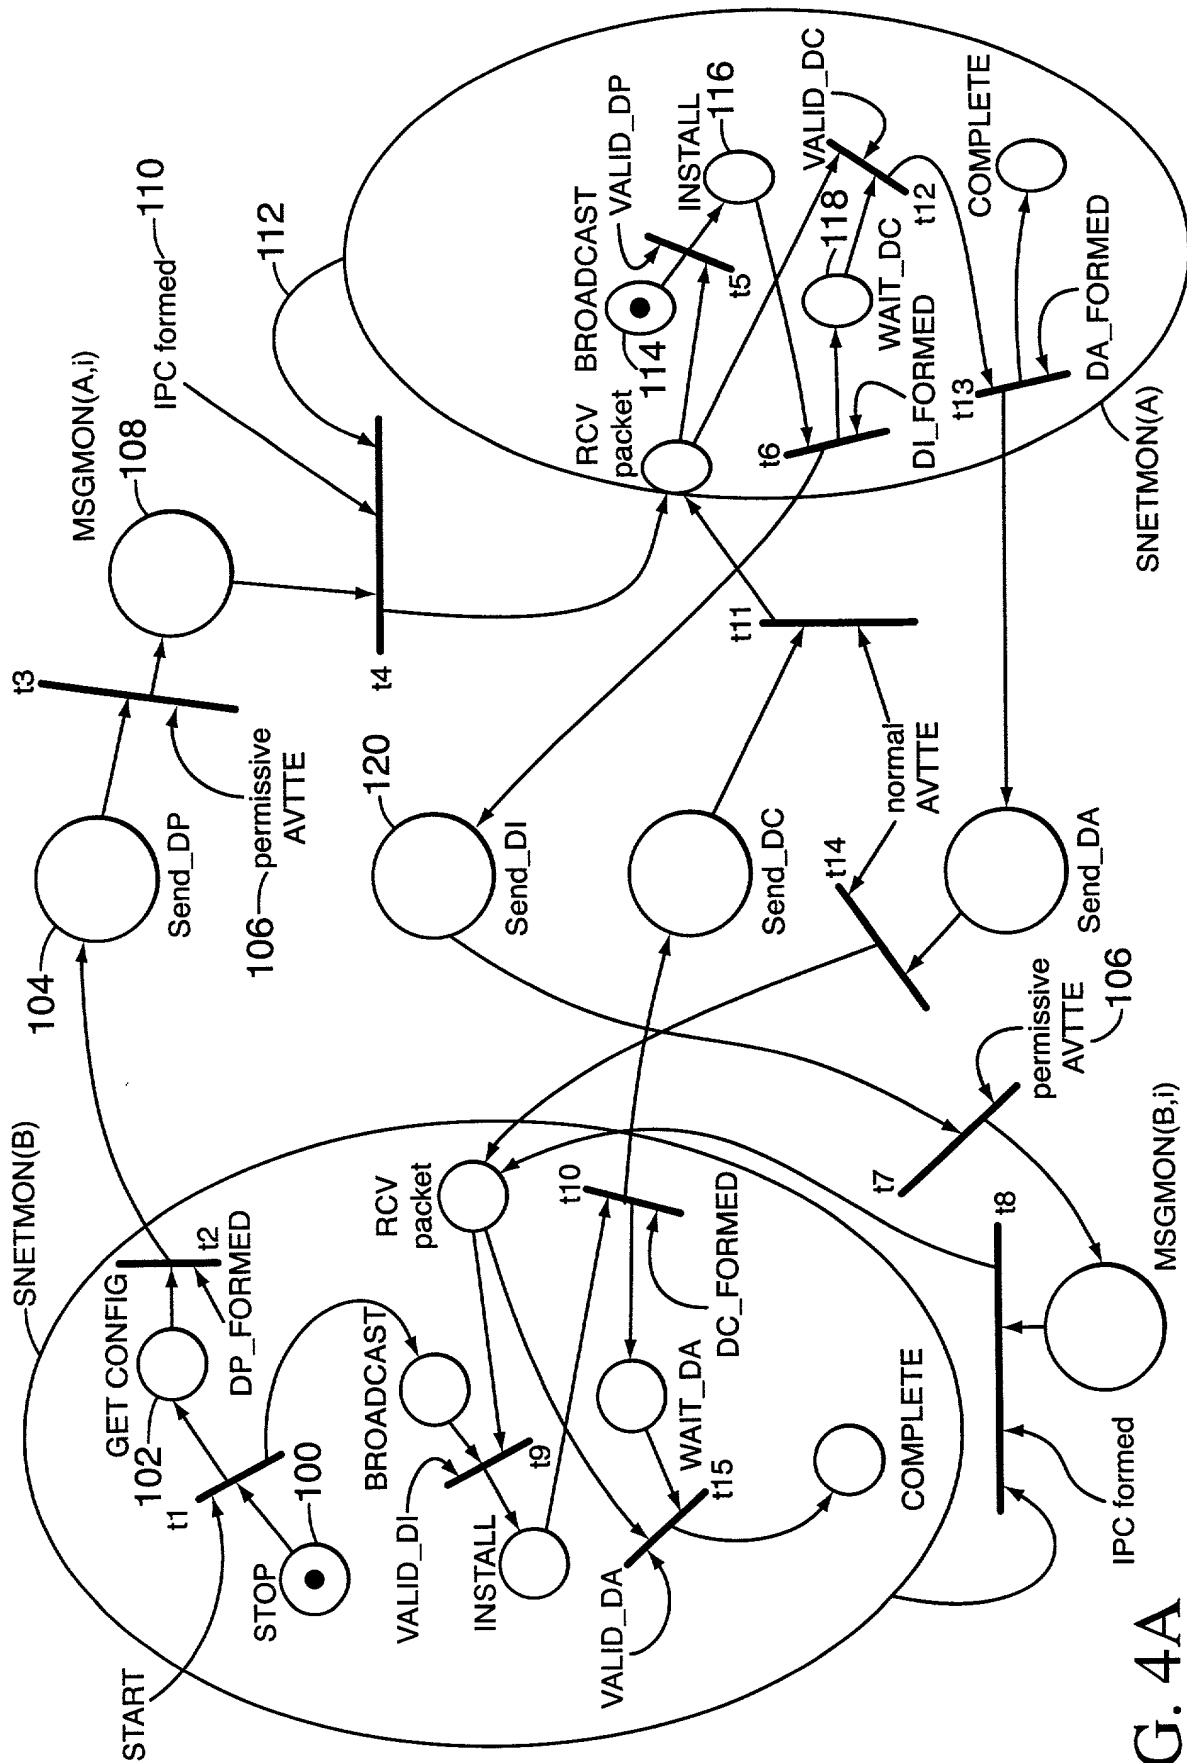 START
SNETMON(B)
t1
STOP
100
102
GET CONFIG
t2
DP_FORMED
BROADCAST
VALID_DI
t9
INSTALL
RCV
packet
t10
DC_FORMED
WAIT_DA
t15
VALID_DA
COMPLETE
104
Send_DP
t3
106
permissive
AVTTE
MSGMON(A,i)
108
IPC formed
110
112
t4
120
Send_DI
Send_DC
t11
normal
AVTTE
t14
Send_DA
permissive
AVTTE
106
t7
MSGMON(B,i)
t8
IPC formed
RCV
packet
BROADCAST
114
VALID_DP
t5
INSTALL
116
t6
DI_FORMED
WAIT_DC
118
VALID_DC
t12
COMPLETE
t13
DA_FORMED
SNETMON(A)
G. 4A